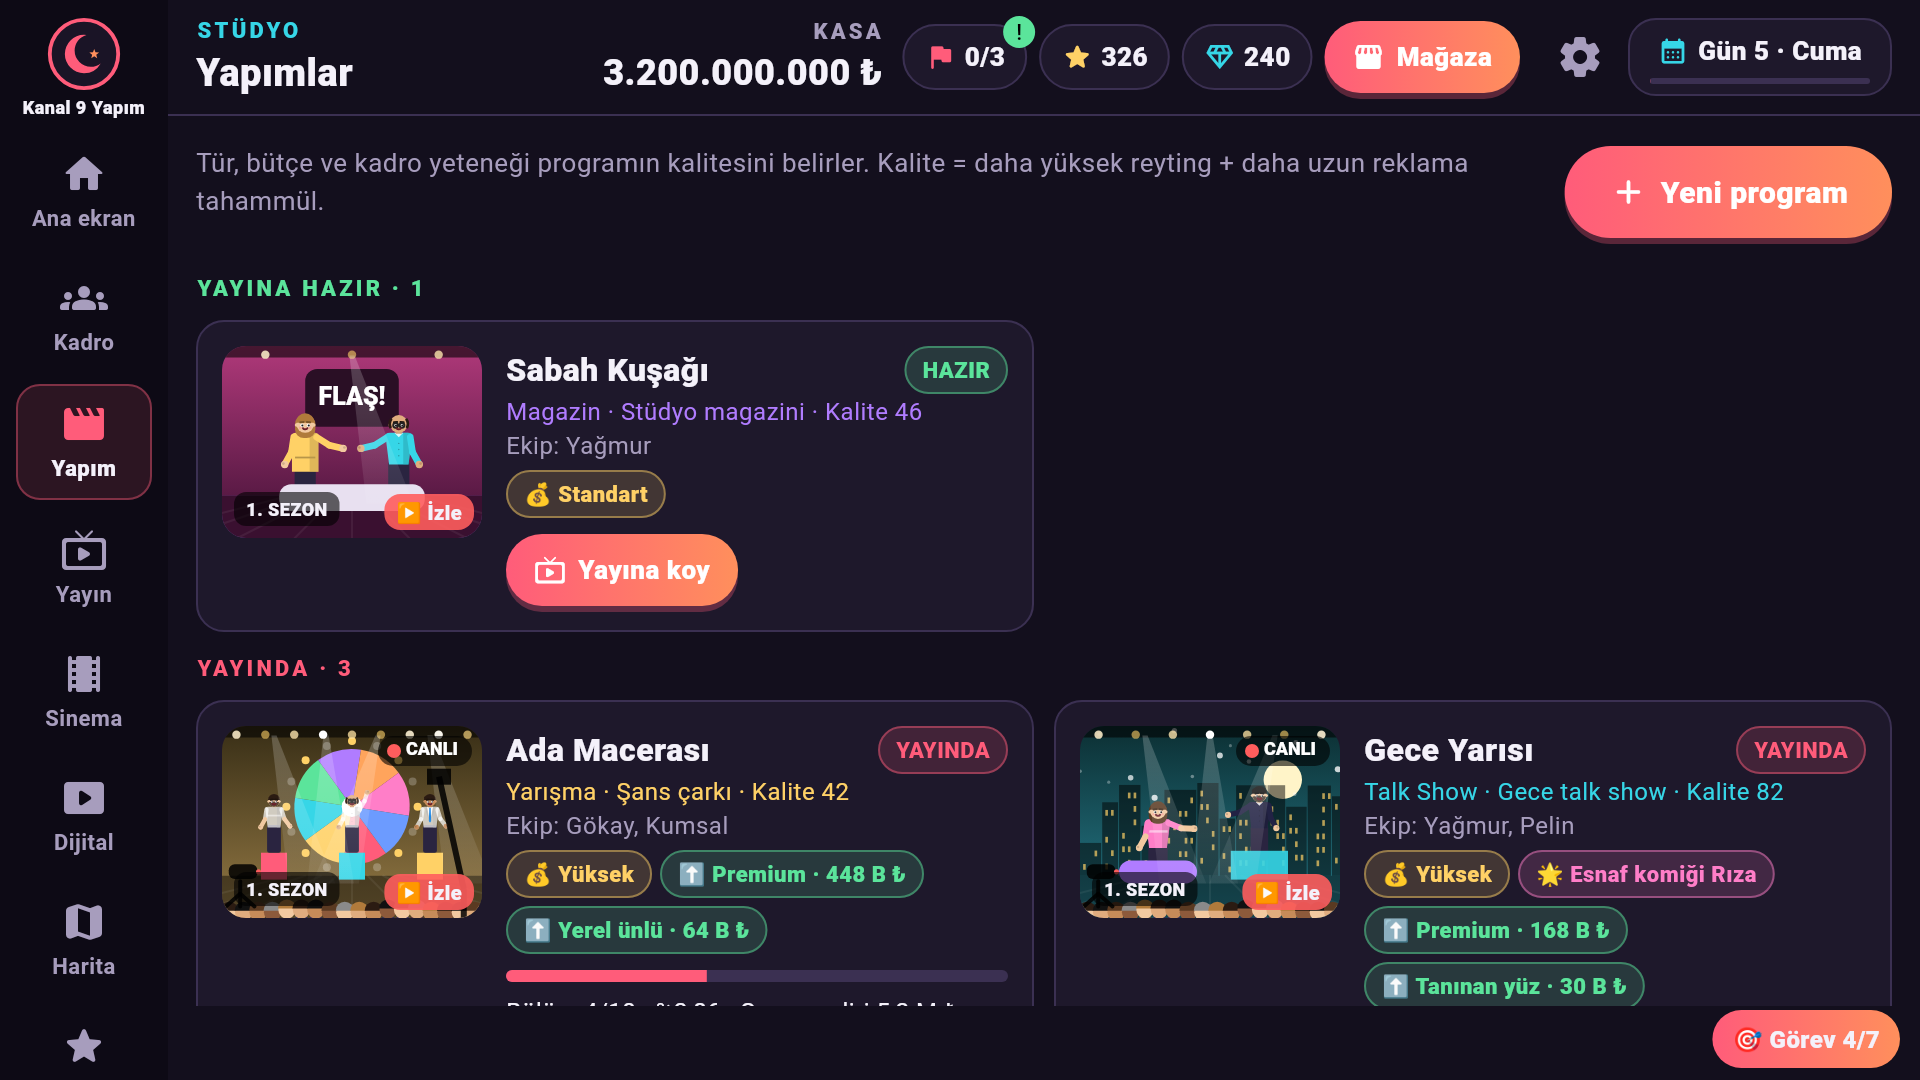 Kanal 9 Yapım
Ana ekran
Kadro
Yapım
Yayın
Sinema
Dijital
Harita
STÜDYO
Yapımlar
KASA
3.200.000.000 ₺
0/3
!
326
240
Mağaza
Gün 5 · Cuma
Tür, bütçe ve kadro yeteneği programın kalitesini belirler. Kalite = daha yüksek reyting + daha uzun reklama
tahammül.
Yeni program
YAYINA HAZIR · 1
FLAŞ!
1. SEZON
İzle
Sabah Kuşağı
HAZIR
Magazin · Stüdyo magazini · Kalite 46
Ekip: Yağmur
Standart
Yayına koy
YAYINDA · 3
CANLI
1. SEZON
İzle
Ada Macerası
YAYINDA
Yarışma · Şans çarkı · Kalite 42
Ekip: Gökay, Kumsal
Yüksek
Premium · 448 B ₺
Yerel ünlü · 64 B ₺
CANLI
1. SEZON
İzle
Gece Yarısı
YAYINDA
Talk Show · Gece talk show · Kalite 82
Ekip: Yağmur, Pelin
Yüksek
Esnaf komiği Rıza
Premium · 168 B ₺
Tanınan yüz · 30 B ₺
Görev 4/7